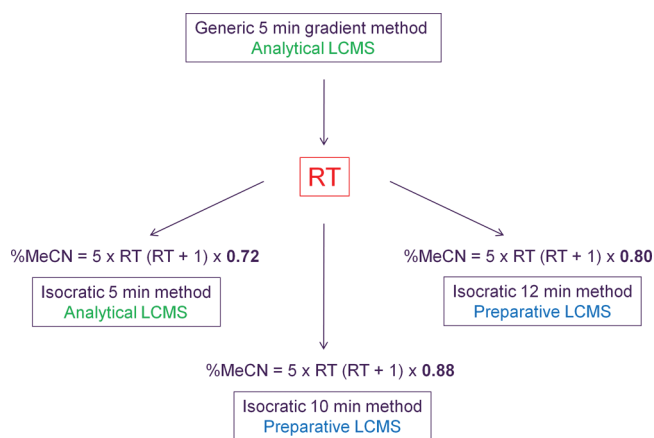 Generic 5 min gradient method
Analytical LCMS
RT
%MeCN = 5 x RT (RT + 1) x 0.72
Isocratic 5 min method
Analytical LCMS
%MeCN = 5 x RT (RT + 1) x 0.80
Isocratic 12 min method
Preparative LCMS
%MeCN = 5 x RT (RT + 1) x 0.88
Isocratic 10 min method
Preparative LCMS